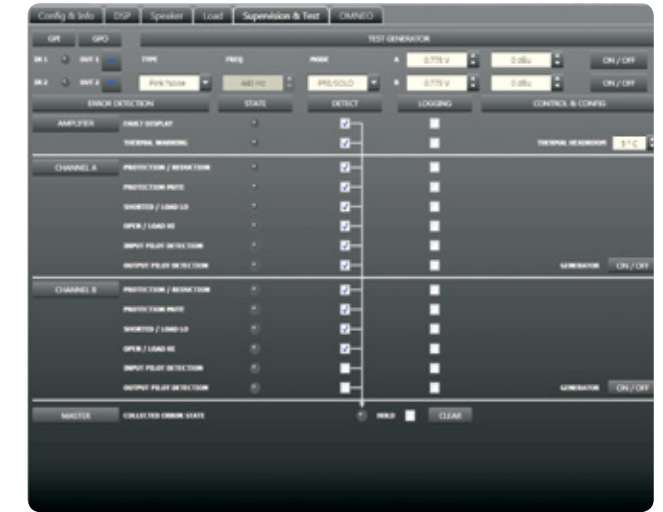 Config & Info DSP Speaker Load Supervision & Test OMNEO
GPI GPO TEST GENERATOR
IN 1 OUT 1 TYPE FREQ MODE A 0.775 V 0 dBu ON / OFF
IN 2 OUT 2 Pink Noise PFB/SOLO B 0.775 V 0 dBu ON / OFF
ERROR DETECTION STATE DETECT LOGGING CONTROL & CONFIG
AMPLIFIER FAULT DISPLAY
THERMAL WARNING THERMAL HEADROOM 5 °C
CHANNEL A PROTECTION / REDUCTION
PROTECTION MUTE
SHORTED / LOAD LO
OPEN / LOAD HI
INPUT PILOT DETECTION
OUTPUT PILOT DETECTION GENERATOR ON / OFF
CHANNEL B PROTECTION / REDUCTION
PROTECTION MUTE
SHORTED / LOAD LO
OPEN / LOAD HI
INPUT PILOT DETECTION
OUTPUT PILOT DETECTION GENERATOR ON / OFF
MASTER COLLECTED ERROR STATE HOLD CLEAR